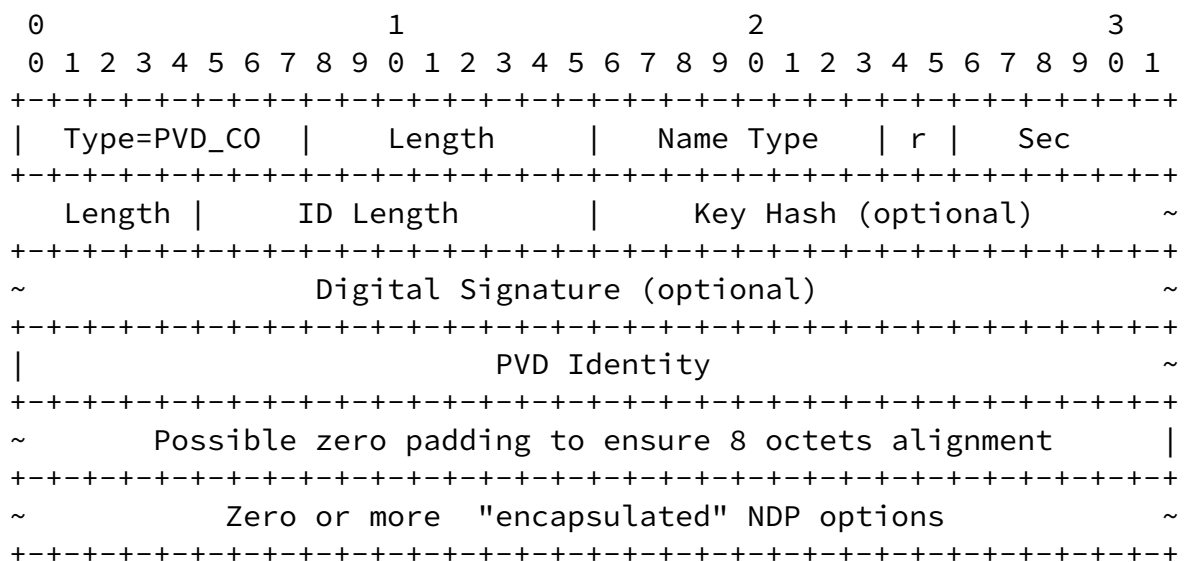 0                   1                   2                   3
 0 1 2 3 4 5 6 7 8 9 0 1 2 3 4 5 6 7 8 9 0 1 2 3 4 5 6 7 8 9 0 1
+-+-+-+-+-+-+-+-+-+-+-+-+-+-+-+-+-+-+-+-+-+-+-+-+-+-+-+-+-+-+-+-+
|  Type=PVD_CO  |    Length     |   Name Type   | r |   Sec
+-+-+-+-+-+-+-+-+-+-+-+-+-+-+-+-+-+-+-+-+-+-+-+-+-+-+-+-+-+-+-+-+
   Length |     ID Length       |     Key Hash (optional)       ~
+-+-+-+-+-+-+-+-+-+-+-+-+-+-+-+-+-+-+-+-+-+-+-+-+-+-+-+-+-+-+-+-+
~                Digital Signature (optional)                   ~
+-+-+-+-+-+-+-+-+-+-+-+-+-+-+-+-+-+-+-+-+-+-+-+-+-+-+-+-+-+-+-+-+
|                          PVD Identity                         ~
+-+-+-+-+-+-+-+-+-+-+-+-+-+-+-+-+-+-+-+-+-+-+-+-+-+-+-+-+-+-+-+-+
~       Possible zero padding to ensure 8 octets alignment      |
+-+-+-+-+-+-+-+-+-+-+-+-+-+-+-+-+-+-+-+-+-+-+-+-+-+-+-+-+-+-+-+-+
~           Zero or more  "encapsulated" NDP options            ~
+-+-+-+-+-+-+-+-+-+-+-+-+-+-+-+-+-+-+-+-+-+-+-+-+-+-+-+-+-+-+-+-+